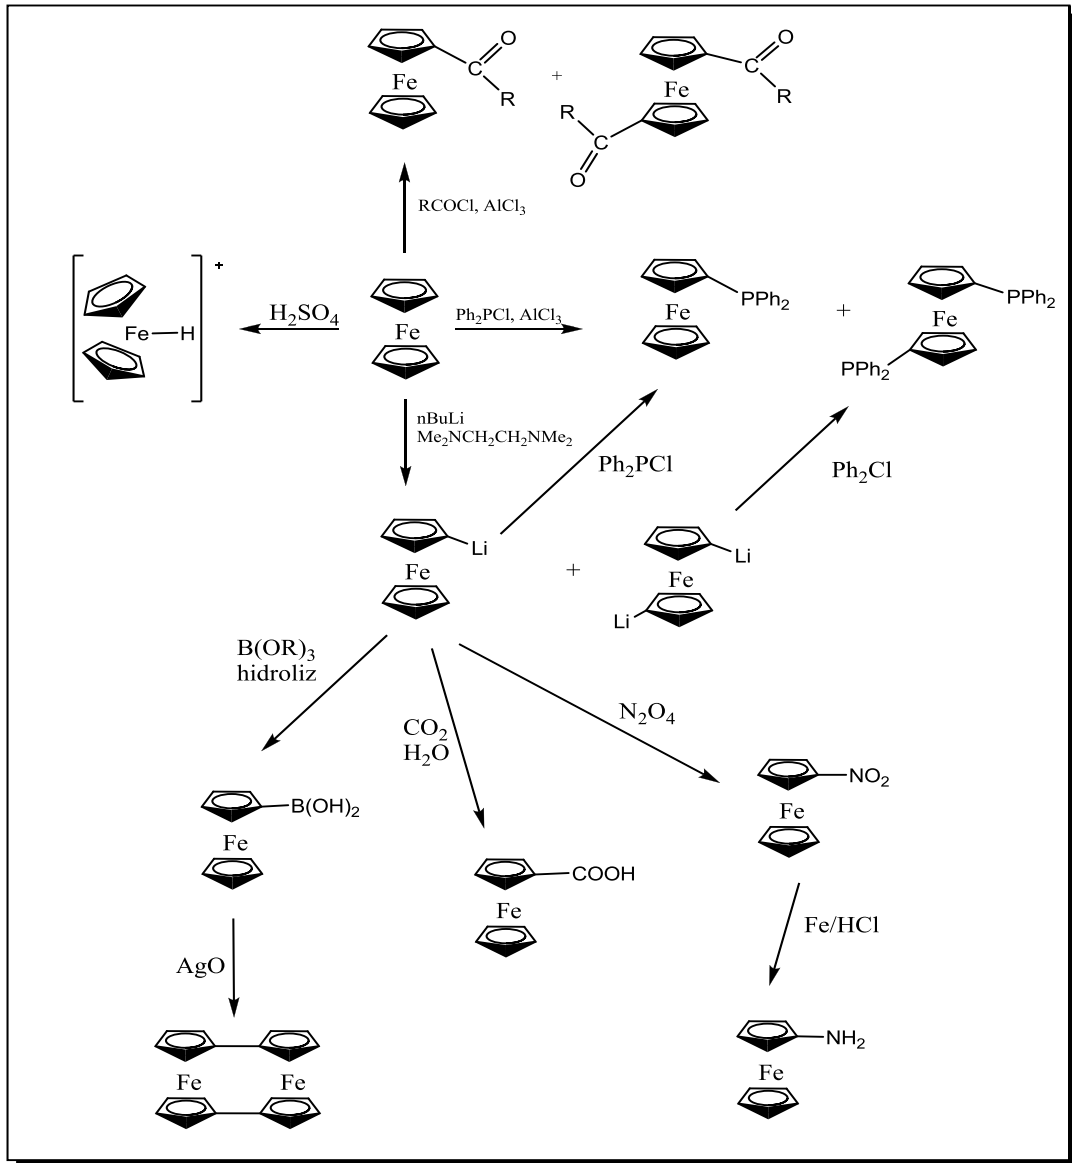 O
C
R
Fe
+
O
C
R
Fe
R
C
O
RCOCl, AlCl3
[Fe—H]+
H2SO4
Fe
Ph2PCl, AlCl3
PPh2
Fe
+
PPh2
Fe
PPh2
nBuLi
Me2NCH2CH2NMe2
Ph2PCl
Ph2Cl
Li
Fe
+
Li
Fe
Li
B(OR)3
hidroliz
CO2
H2O
N2O4
B(OH)2
Fe
COOH
Fe
NO2
Fe
AgO
Fe/HCl
Fe
Fe
NH2
Fe